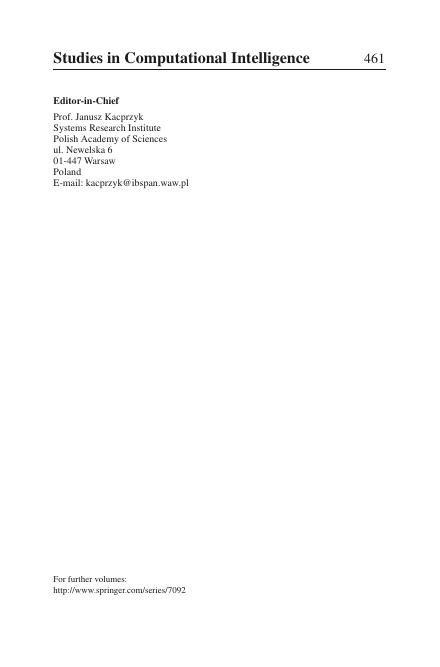 Studies in Computational Intelligence 461
Editor-in-Chief
Prof. Janusz Kacprzyk
Systems Research Institute
Polish Academy of Sciences
ul. Newelska 6
01-447 Warsaw
Poland
E-mail: kacprzyk@ibspan.waw.pl
For further volumes:
http://www.springer.com/series/7092